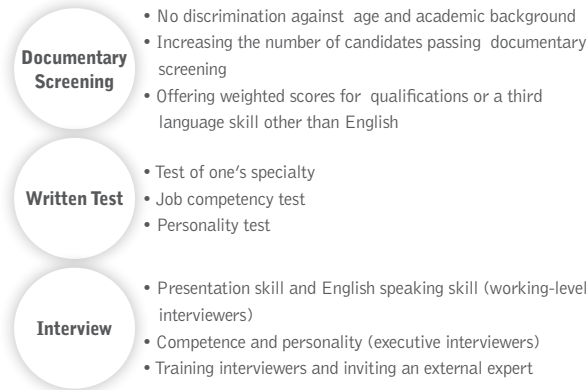 Documentary
Screening
• No discrimination against age and academic background
• Increasing the number of candidates passing documentary
screening
• Offering weighted scores for qualifications or a third
language skill other than English
Written Test
• Test of one's specialty
• Job competency test
• Personality test
Interview
• Presentation skill and English speaking skill (working-level
interviewers)
• Competence and personality (executive interviewers)
• Training interviewers and inviting an external expert